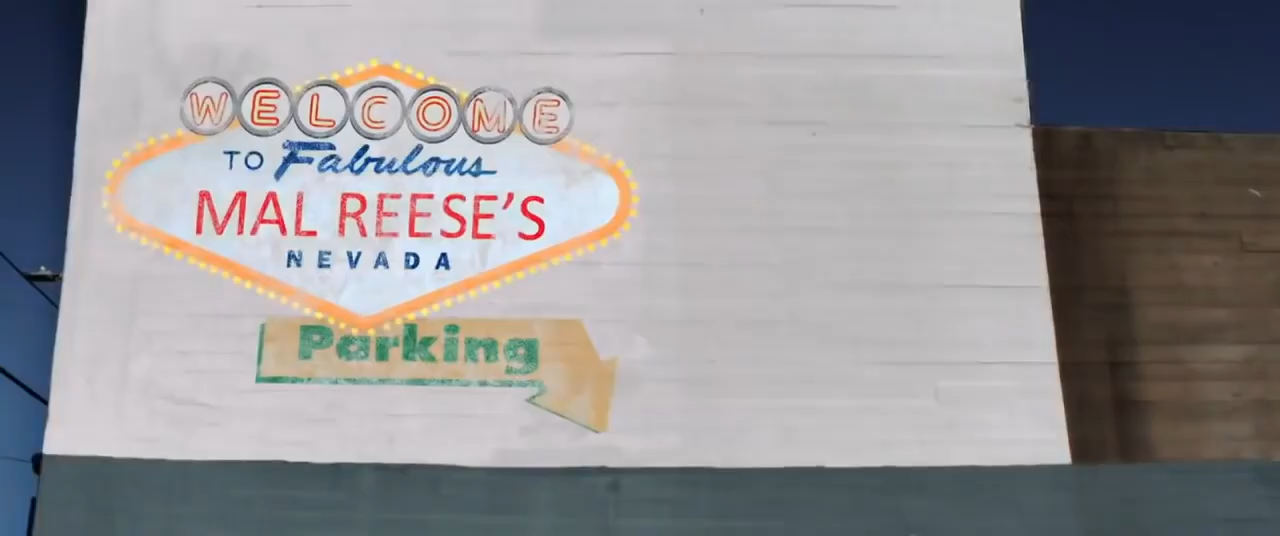 WELCOME
TO Fabulous
MAL REESE'S
NEVADA
Parking